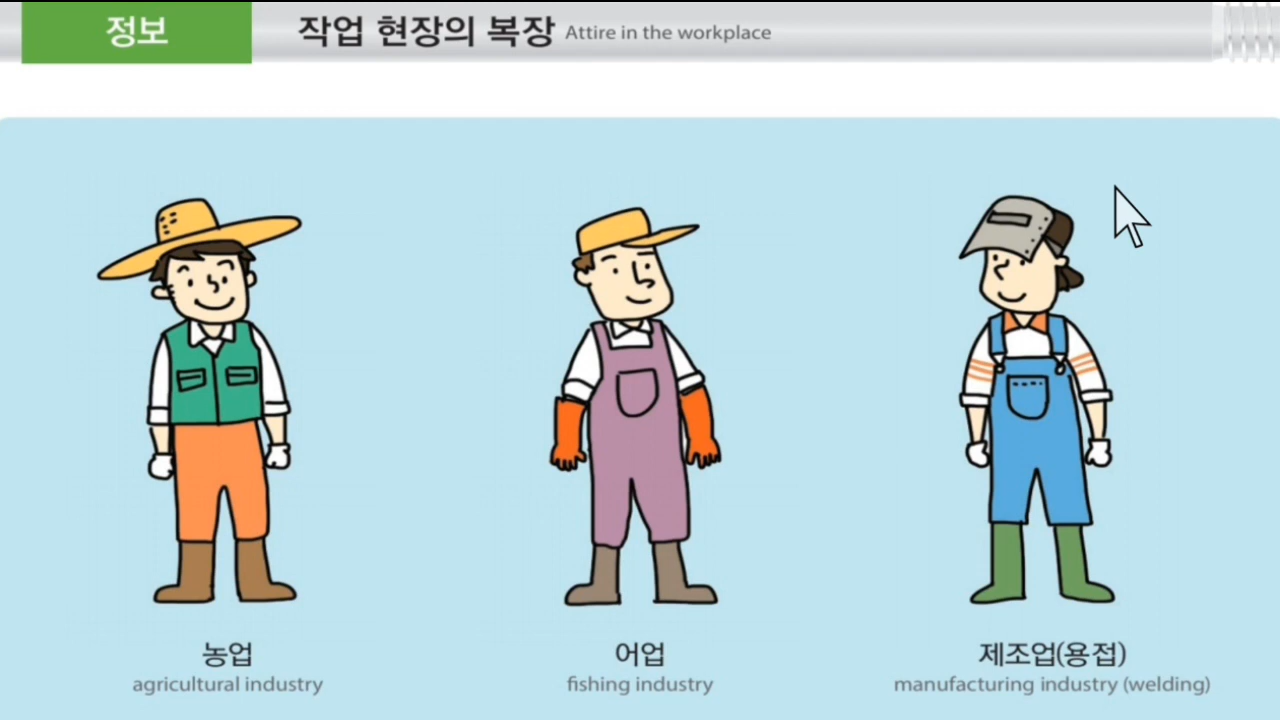 정보
작업 현장의 복장 Attire in the workplace
농업
agricultural industry
어업
fishing industry
제조업(용접)
manufacturing industry (welding)